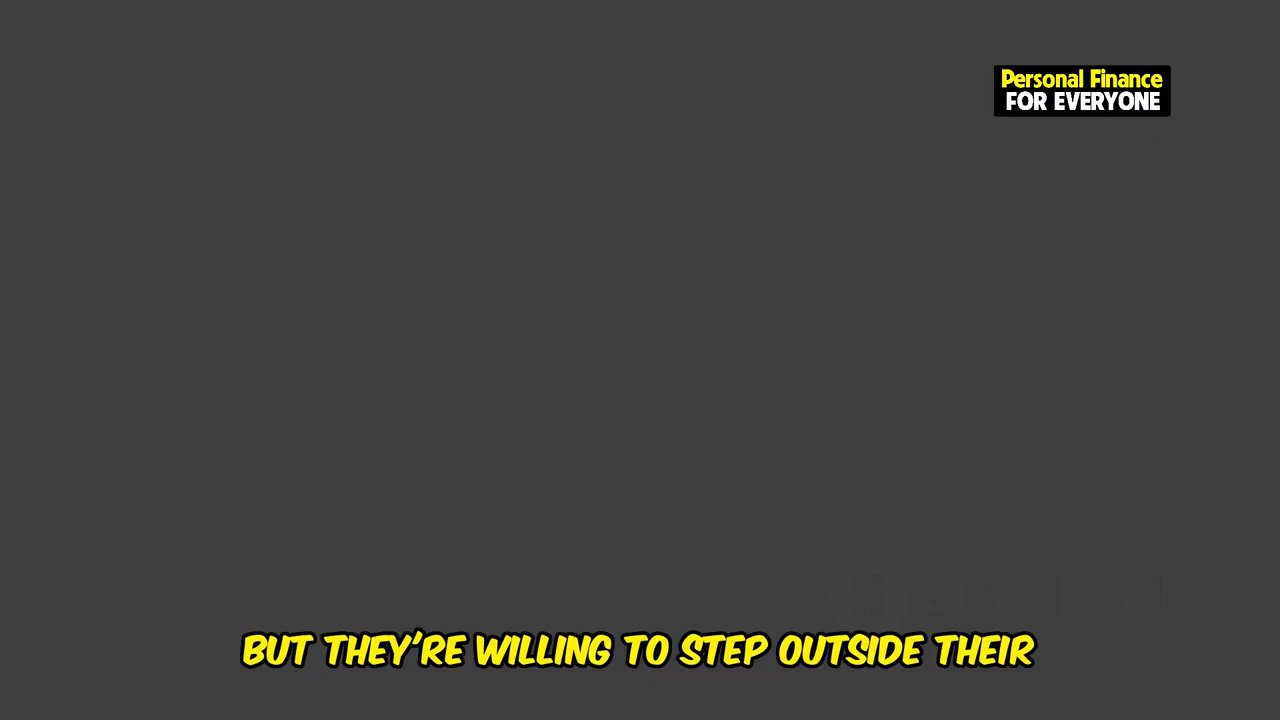 Personal Finance
FOR EVERYONE
BUT THEY'RE WILLING TO STEP OUTSIDE THEIR